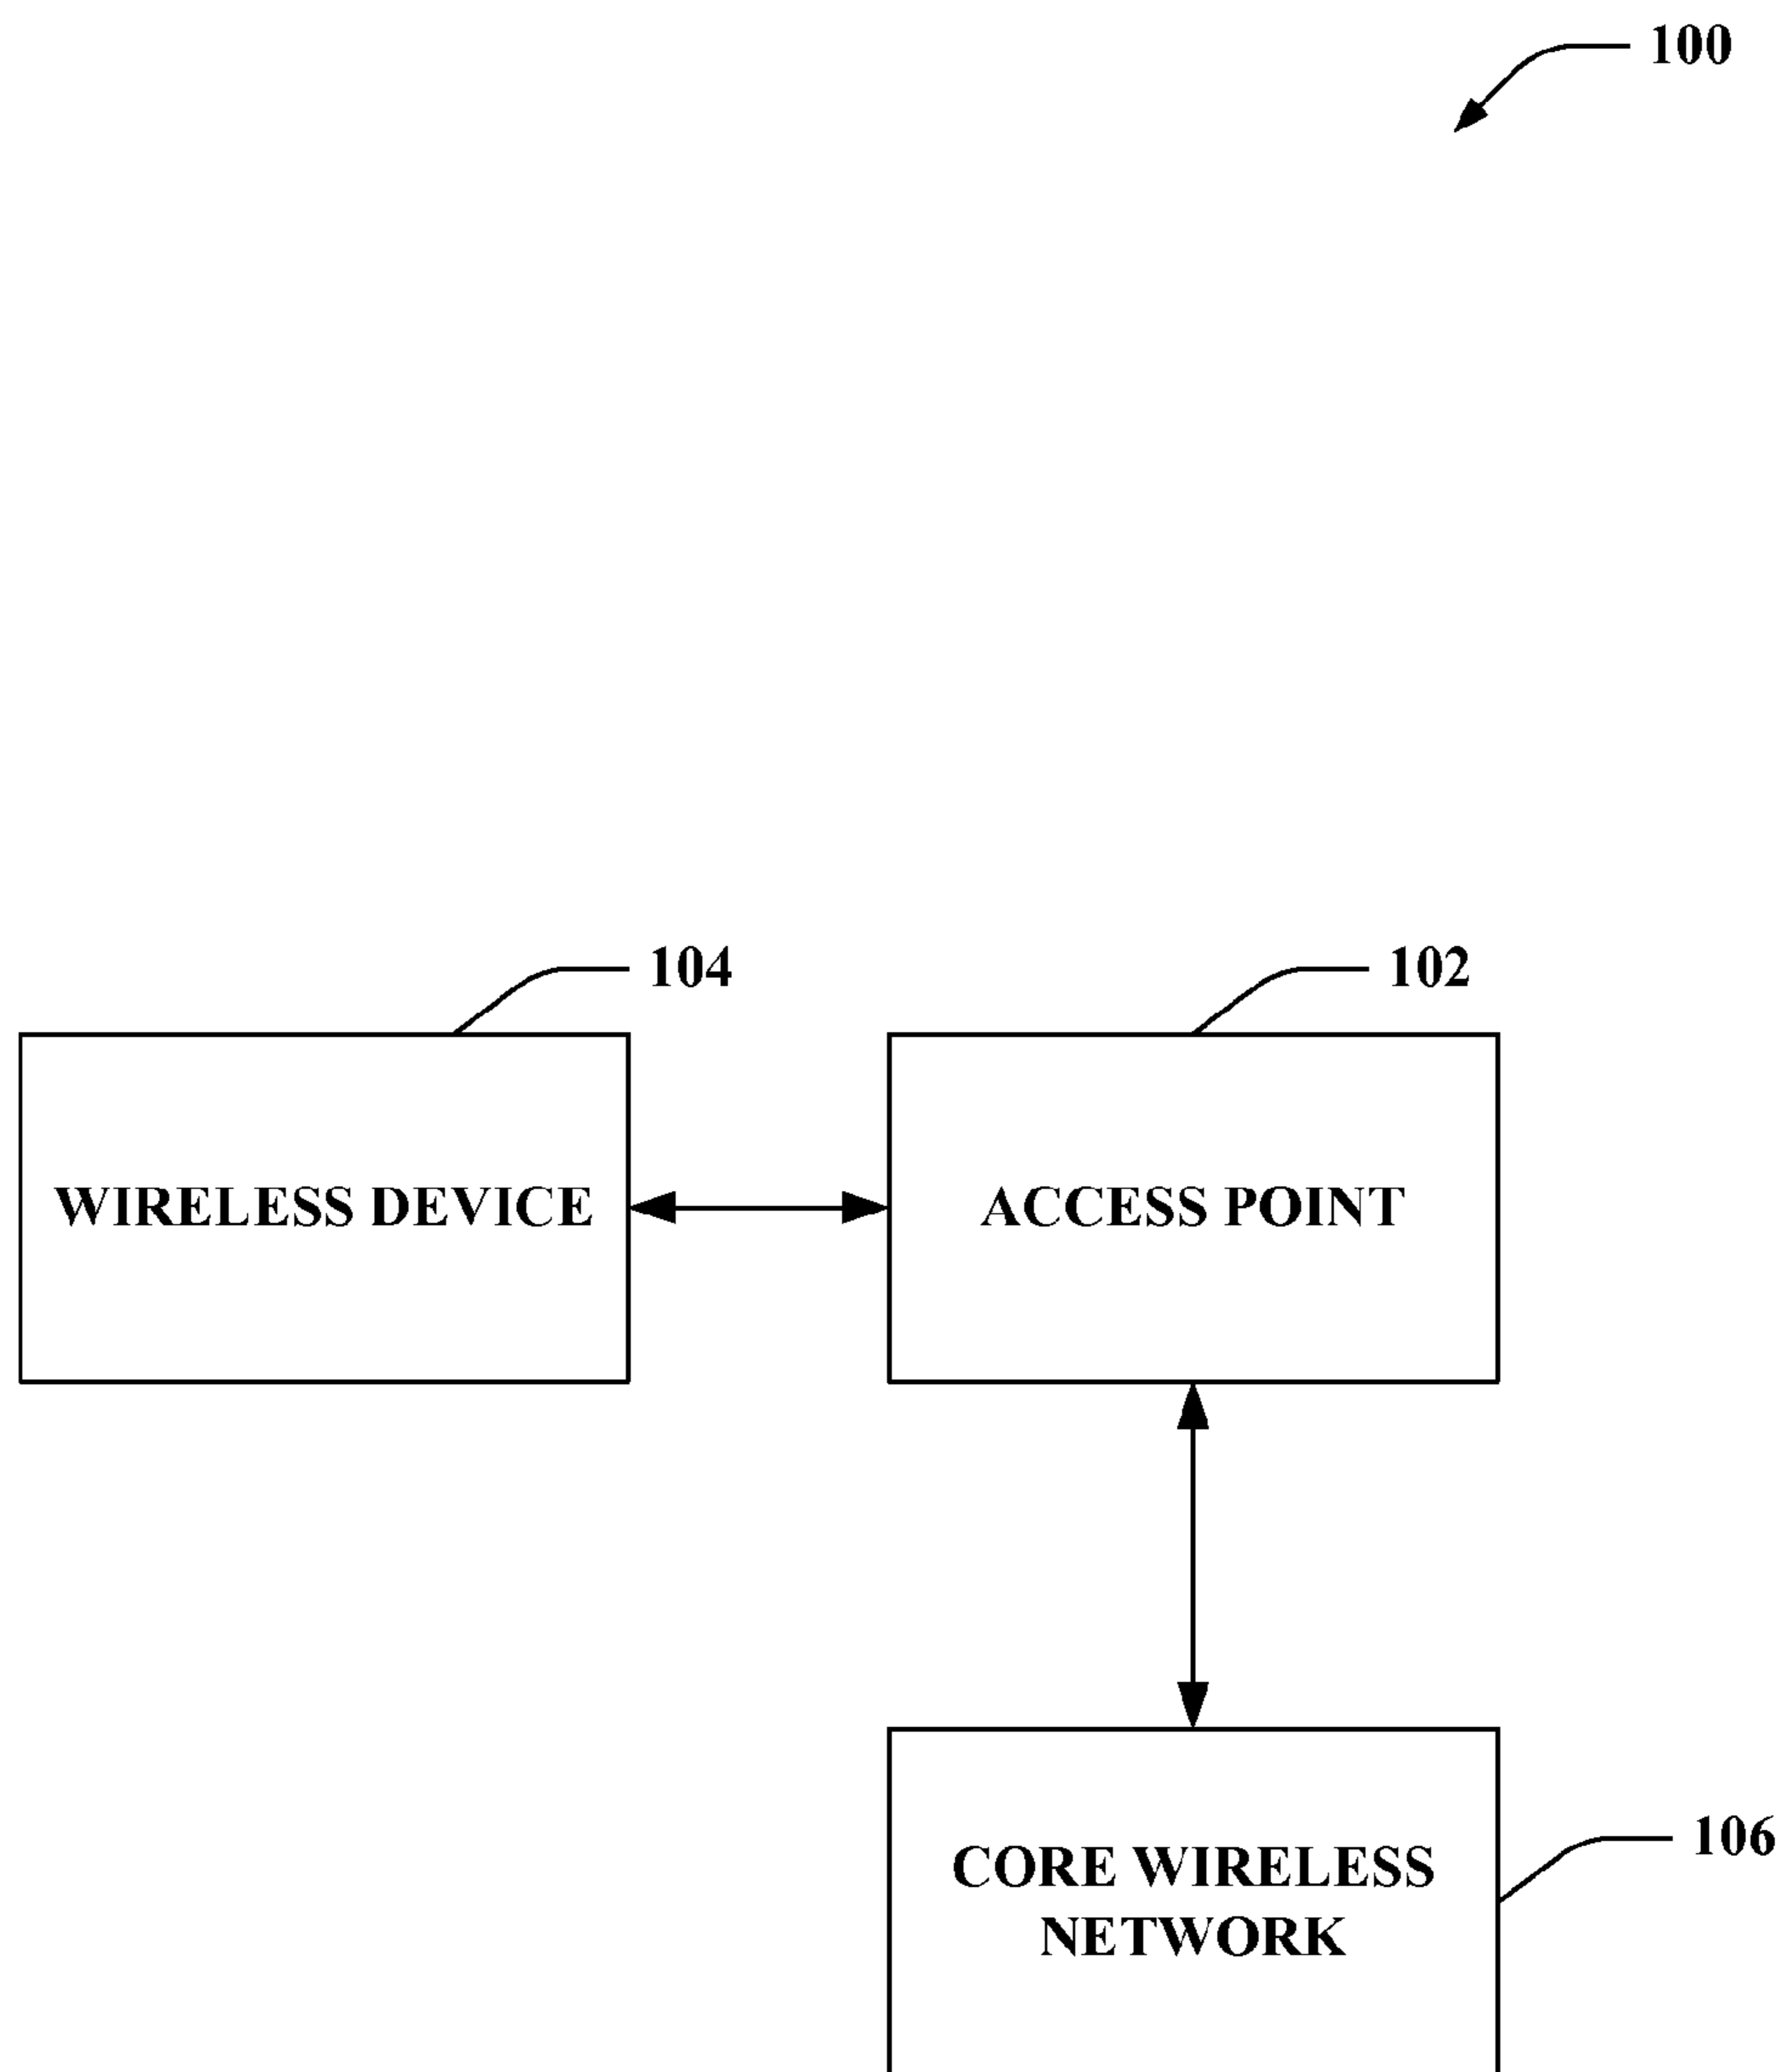 100
104
102
WIRELESS DEVICE
ACCESS POINT
CORE WIRELESS
NETWORK
106